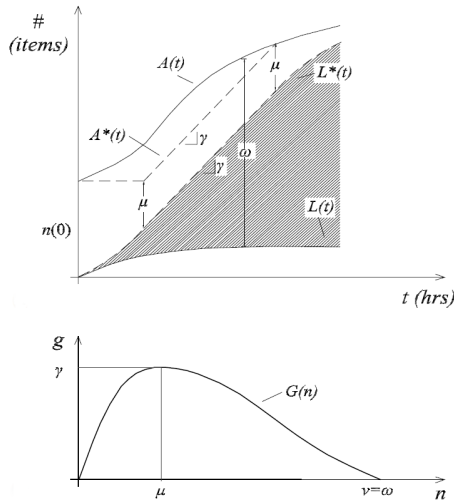 #
(items)
A(t)
μ
L*(t)
A*(t)
γ
ω
γ
μ
n(0)
L(t)
t (hrs)
g
γ
G(n)
μ
ν=ω
n